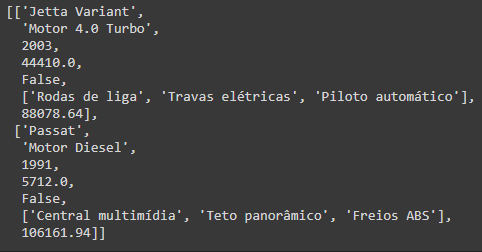 [['Jetta Variant',
'Motor 4.0 Turbo',
2003,
44410.0,
False,
['Rodas de liga', 'Travas elétricas', 'Piloto automático'],
88078.64],
['Passat',
'Motor Diesel',
1991,
5712.0,
False,
['Central multimídia', 'Teto panorâmico', 'Freios ABS'],
106161.94]]